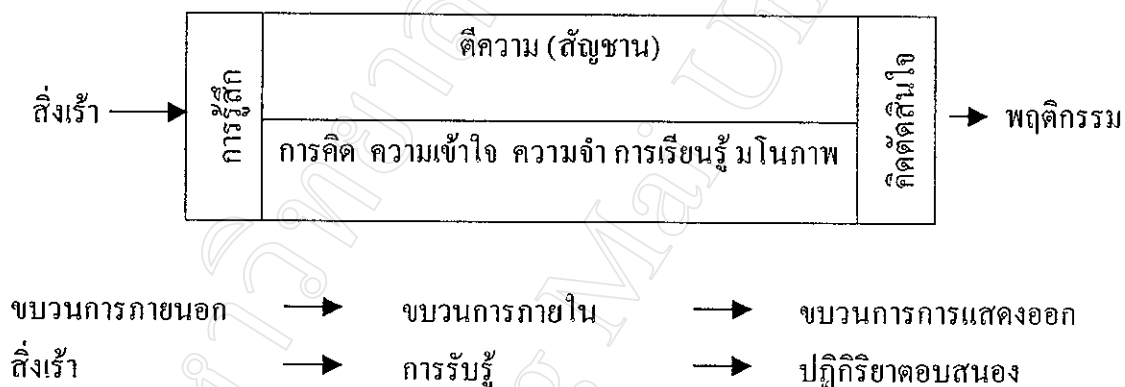 ตีความ (สัญชาน)
การรู้สึก
คิดตัดสินใจ
สิ่งเร้า
พฤติกรรม
การคิด ความเข้าใจ ความจำ การเรียนรู้ มโนภาพ
ขบวนการภายนอก ขบวนการภายใน ขบวนการการแสดงออก
สิ่งเร้า การรับรู้ ปฏิกิริยาตอบสนอง